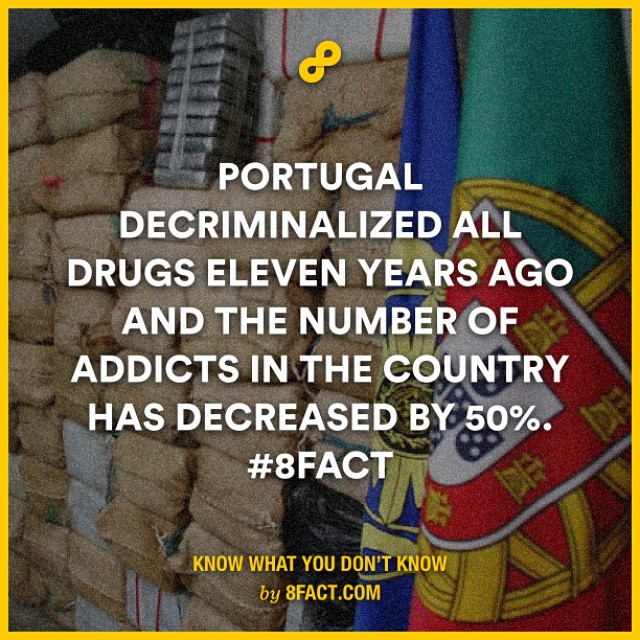 PORTUGAL
DECRIMINALIZED ALL
DRUGS ELEVEN YEARS AGO
AND THE NUMBER OF
ADDICTS IN THE COUNTRY
HAS DECREASED BY 50%.
#8FACT
KNOW WHAT YOU DON'T KNOW
by 8FACT.COM